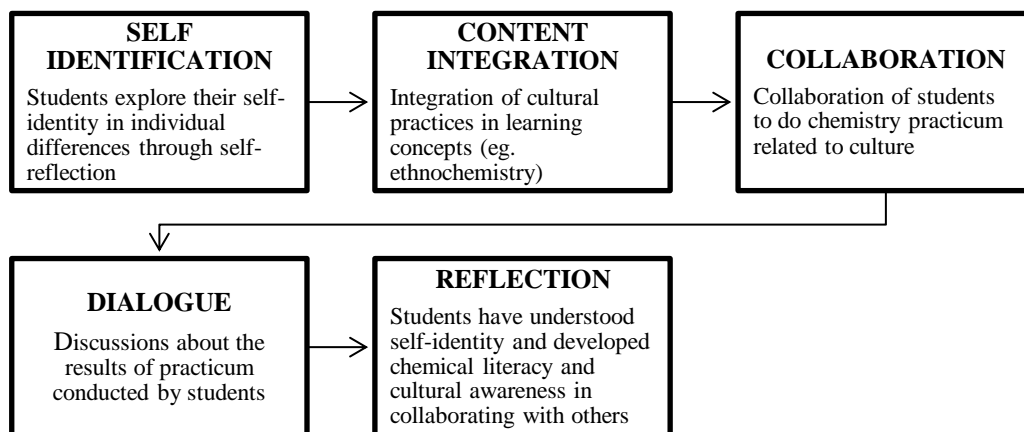 SELF
IDENTIFICATION
Students explore their self-
identity in individual
differences through self-
reflection
CONTENT
INTEGRATION
Integration of cultural
practices in learning
concepts (eg.
ethnochemistry)
COLLABORATION
Collaboration of students
to do chemistry practicum
related to culture
DIALOGUE
Discussions about the
results of practicum
conducted by students
REFLECTION
Students have understood
self-identity and developed
chemical literacy and
cultural awareness in
collaborating with others